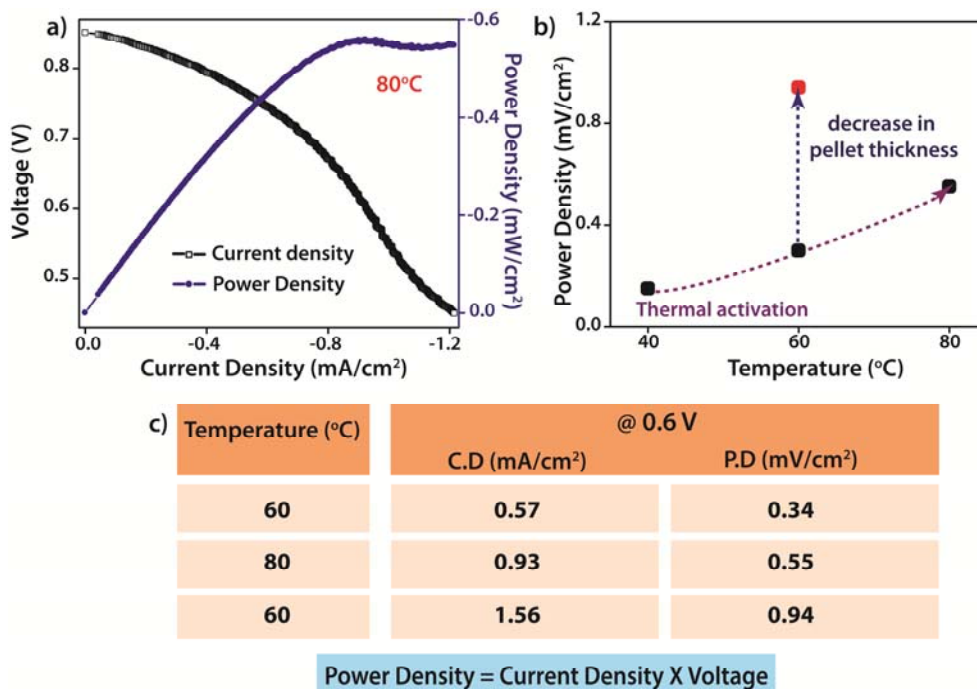 a)
Voltage (V)
0.8
0.7
0.6
0.5
80°C
Current density
Power Density
-0.6
-0.4
-0.2
-0.0
Power Density (mW/cm²)
0.0
-0.4
-0.8
-1.2
Current Density (mA/cm²)
b)
Power Density (mV/cm²)
1.2
0.8
0.4
0.0
decrease in
pellet thickness
Thermal activation
40
60
80
Temperature (°C)
c)
Temperature (°C)
@ 0.6 V
C.D (mA/cm²) P.D (mV/cm²)
60 0.57 0.34
80 0.93 0.55
60 1.56 0.94
Power Density = Current Density X Voltage